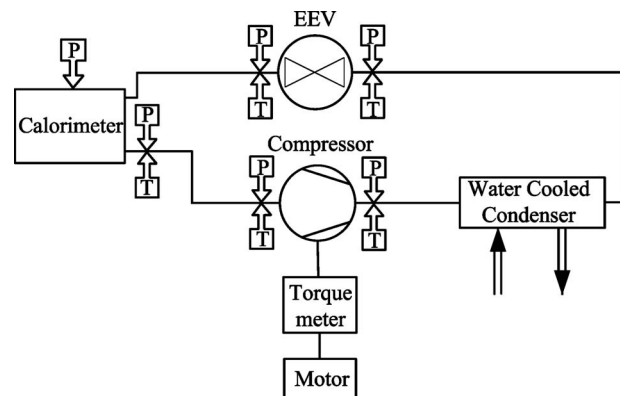 EEV
P
P
P
Calorimeter
T
T
P
Compressor
P
P
T
T
T
Water Cooled
Condenser
Torque
meter
Motor